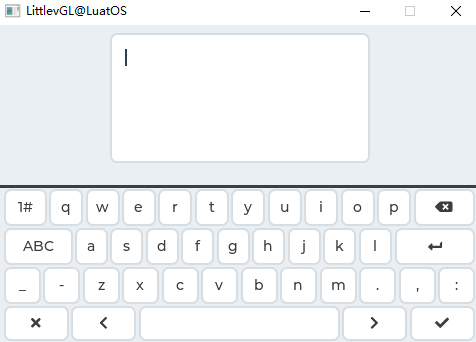 LittlevGL@LuatOS
1# q w e r t y u i o p
ABC a s d f g h j k l
_ - z x c v b n m . , :